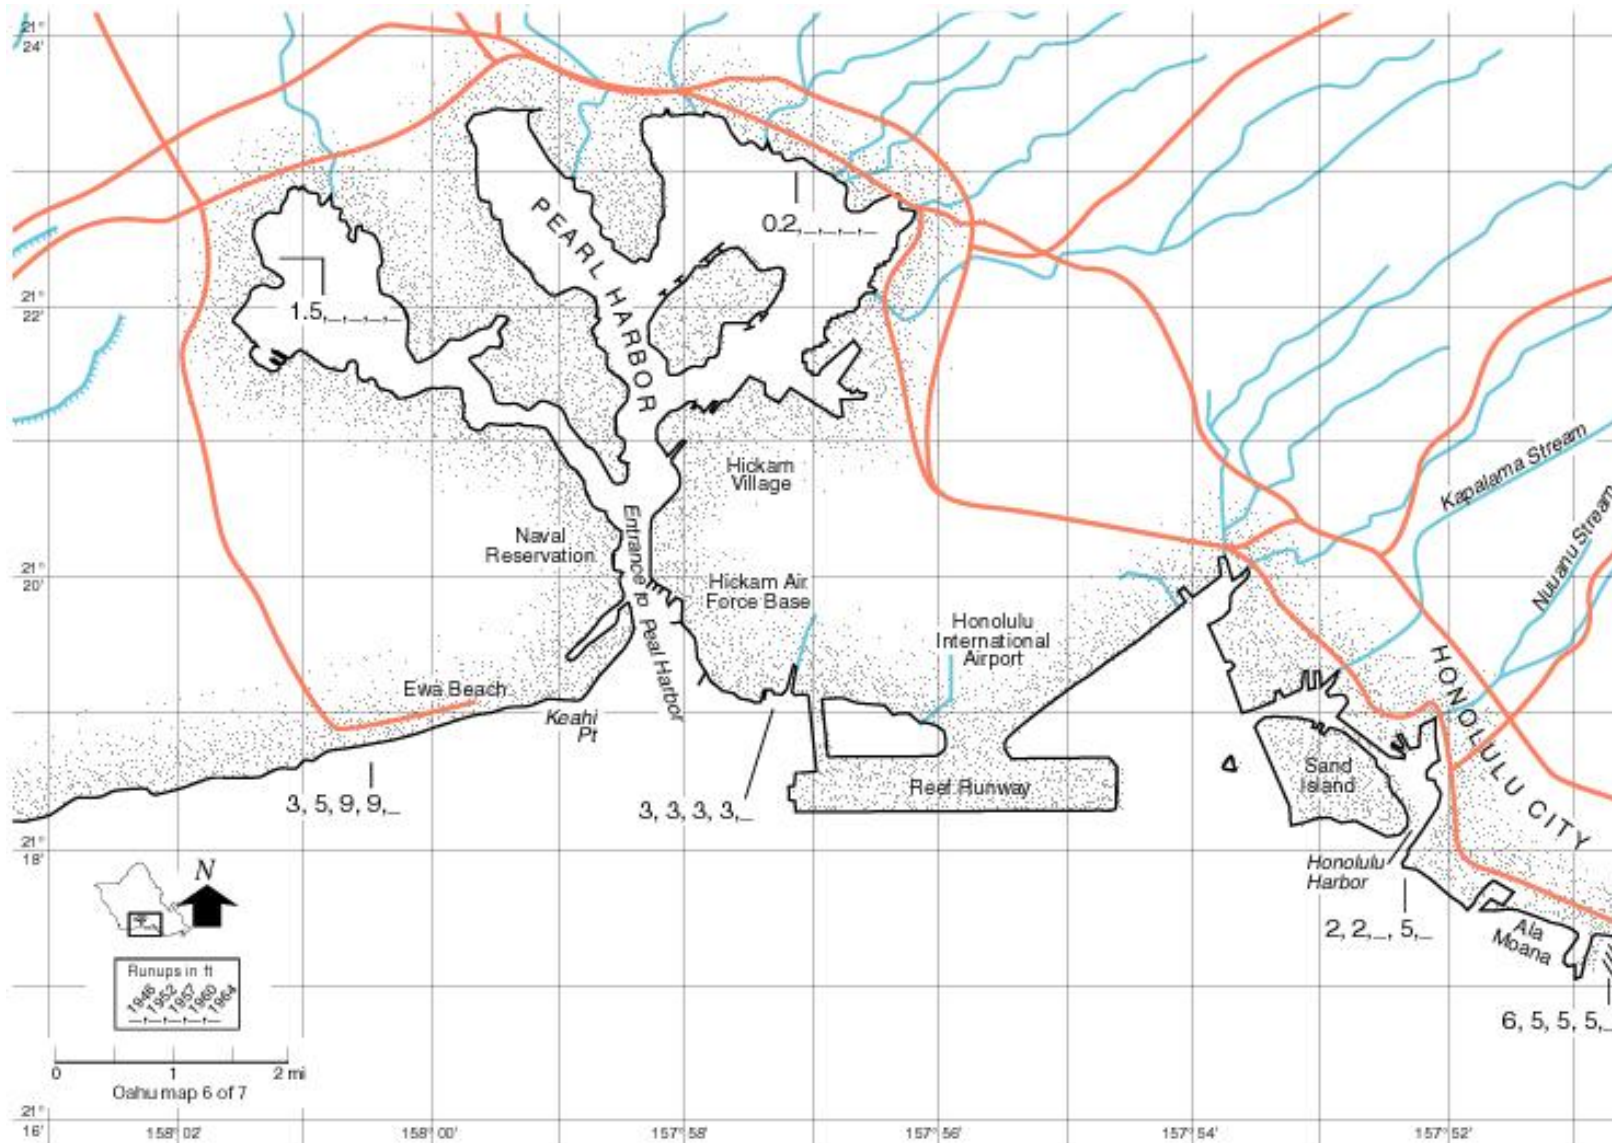 21°
24'
PEARL HARBOR
0.2,_,_,_,_
21°
22'
1.5,_,_,_,_
Hickam
Village
Kapalama Stream
Nuuanu Stream
Naval
Reservation
Entrance to Peal Harbor
21°
20'
Hickam Air
Force Base
Honolulu
International
Airport
Ewa Beach
Keahi
Pt
HONOLULU CITY
Sand
Island
Reef Runway
3, 5, 9, 9,_
3, 3, 3, 3,_
21°
18'
Honolulu
Harbor
N
2, 2,_, 5,_
Ala
Moana
Runups in ft
1946 1952 1957 1960 1964
_,_,_,_,_
6, 5, 5, 5,_
0 1 2 mi
Oahu map 6 of 7
21°
16'
158°02' 158°00' 157°58' 157°56' 157°54' 157°52'